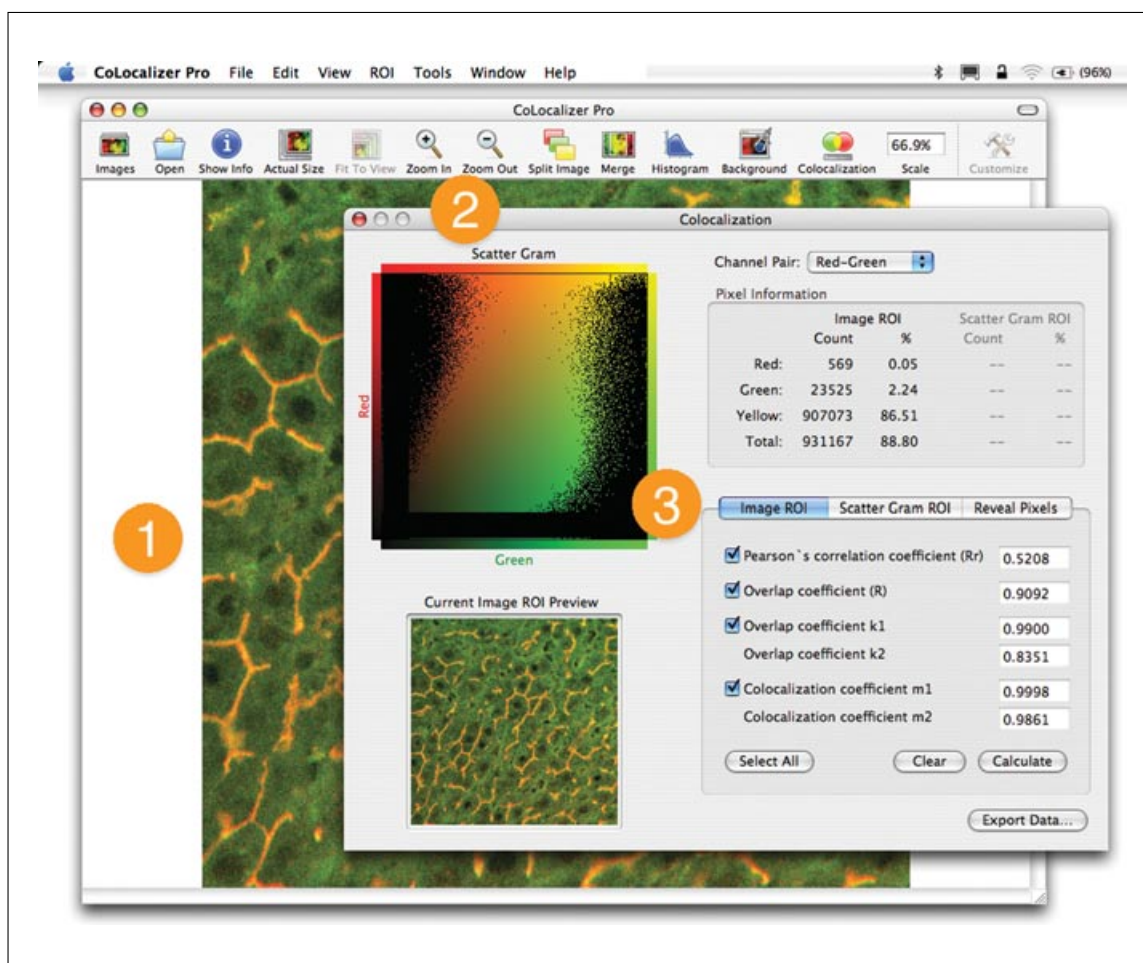 CoLocalizer Pro File Edit View ROI Tools Window Help (96%)
CoLocalizer Pro
66.9%
Images Open Show Info Actual Size Fit To View Zoom In Zoom Out Split Image Merge Histogram Background Colocalization Scale Customize
1
2
3
Colocalization
Scatter Gram
Red
Green
Current Image ROI Preview
Channel Pair: Red-Green
Pixel Information
Image ROI Scatter Gram ROI
Count % Count %
Red: 569 0.05 -- --
Green: 23525 2.24 -- --
Yellow: 907073 86.51 -- --
Total: 931167 88.80 -- --
Image ROI Scatter Gram ROI Reveal Pixels
Pearson`s correlation coefficient (Rr) 0.5208
Overlap coefficient (R) 0.9092
Overlap coefficient k1 0.9900
Overlap coefficient k2 0.8351
Colocalization coefficient m1 0.9998
Colocalization coefficient m2 0.9861
Select All Clear Calculate
Export Data...